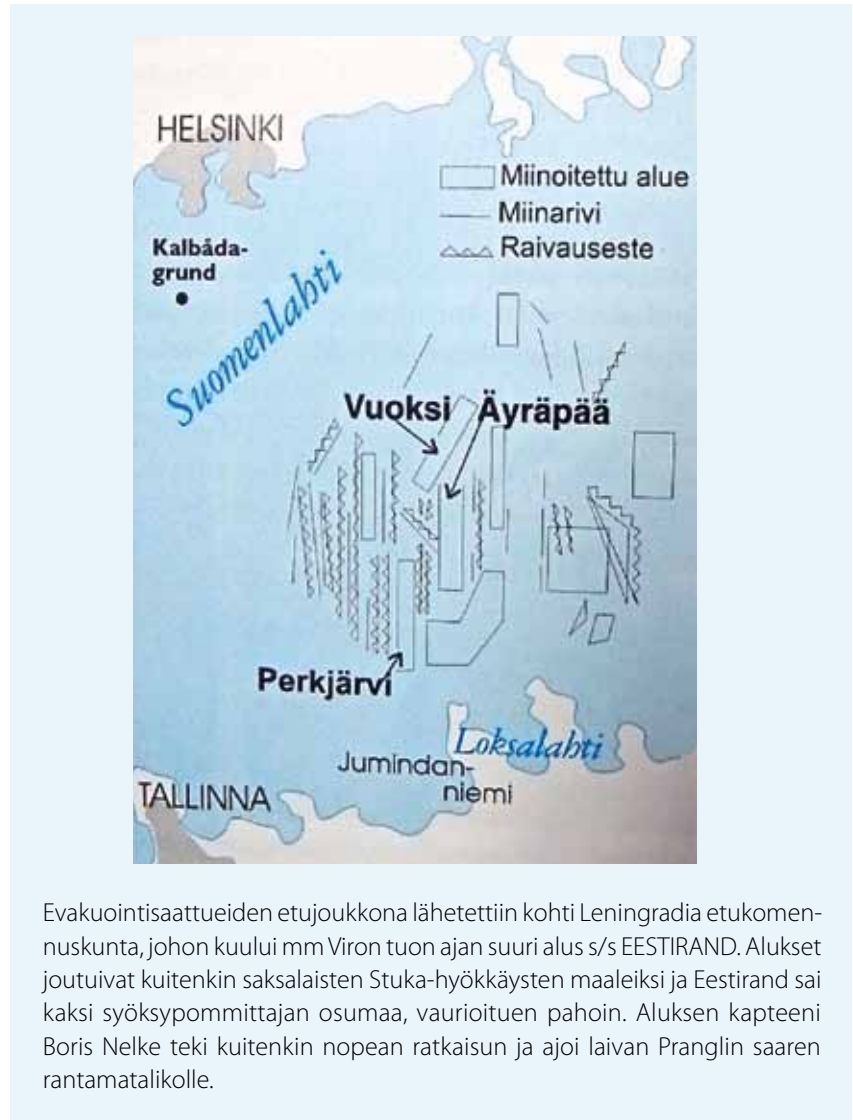 HELSINKI
Miinoitettu alue
Miinarivi
Raivauseste
Kalbåda-
grund
Suomenlahti
Vuoksi
Äyräpää
Perkjärvi
Loksalahti
Jumindan-
niemi
TALLINNA
Evakuointisaattueiden etujoukkona lähetettiin kohti Leningradia etukomen-
nuskunta, johon kuului mm Viron tuon ajan suuri alus s/s EESTIRAND. Alukset
joutuivat kuitenkin saksalaisten Stuka-hyökkäysten maaleiksi ja Eestirand sai
kaksi syöksypommittajan osumaa, vaurioituen pahoin. Aluksen kapteeni
Boris Nelke teki kuitenkin nopean ratkaisun ja ajoi laivan Pranglin saaren
rantamatalikolle.